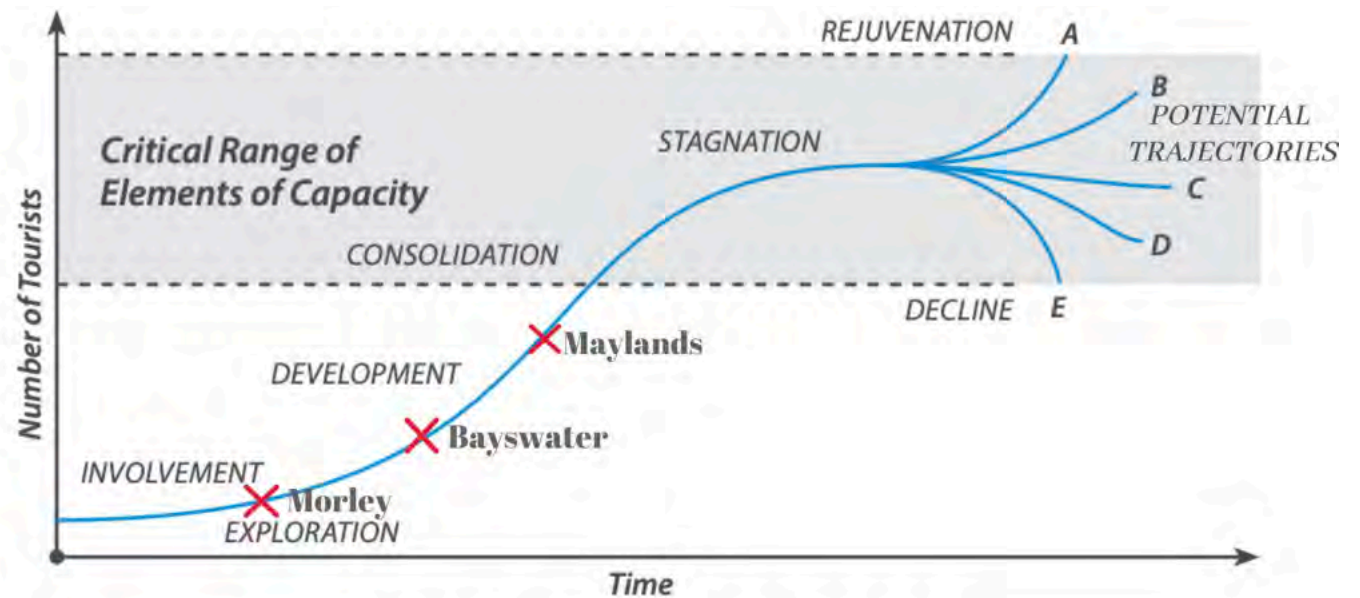 REJUVENATION
A
B
POTENTIAL
TRAJECTORIES
STAGNATION
Critical Range of
Elements of Capacity
C
D
CONSOLIDATION
E
DECLINE
Maylands
DEVELOPMENT
Bayswater
INVOLVEMENT
Morley
EXPLORATION
Number of Tourists
Time